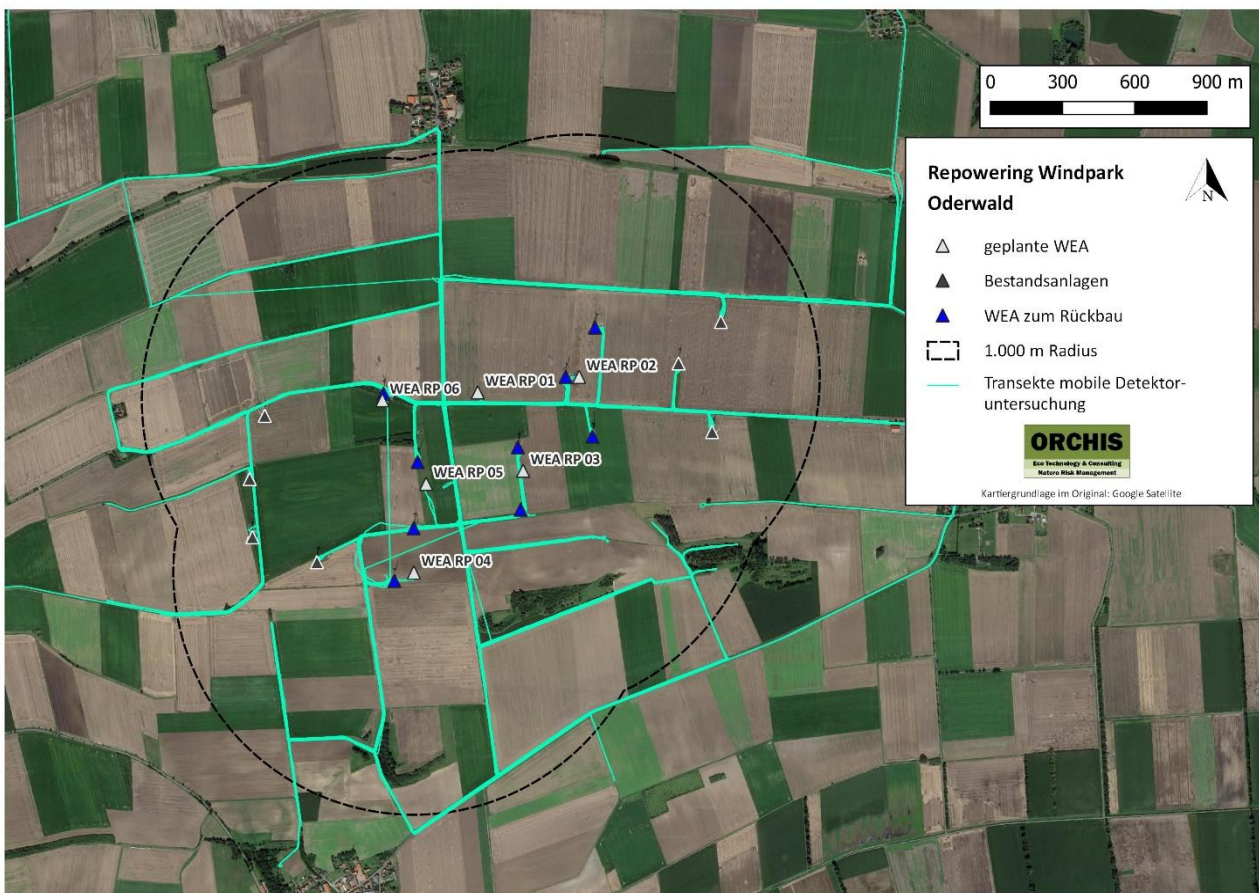 0 300 600 900 m
Repowering Windpark
Oderwald
N
geplante WEA
Bestandsanlagen
WEA zum Rückbau
1.000 m Radius
Transekte mobile Detektor-
untersuchung
ORCHIS
Eco Technology & Consulting
Nature Risk Management
Kartiergrundlage im Original: Google Satellite
WEA RP 02
WEA RP 01
WEA RP 06
WEA RP 03
WEA RP 05
WEA RP 04